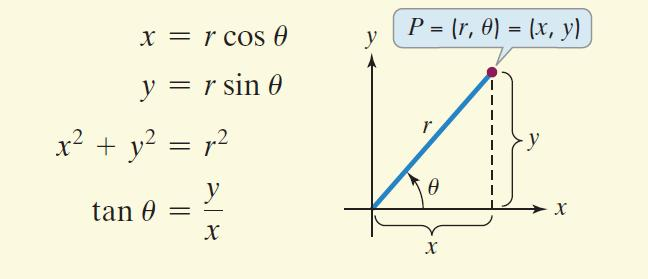 x = r cos θ
y = r sin θ
x² + y² = r²
tan θ = y/x
P = (r, θ) = (x, y)
y
r
y
θ
x
x